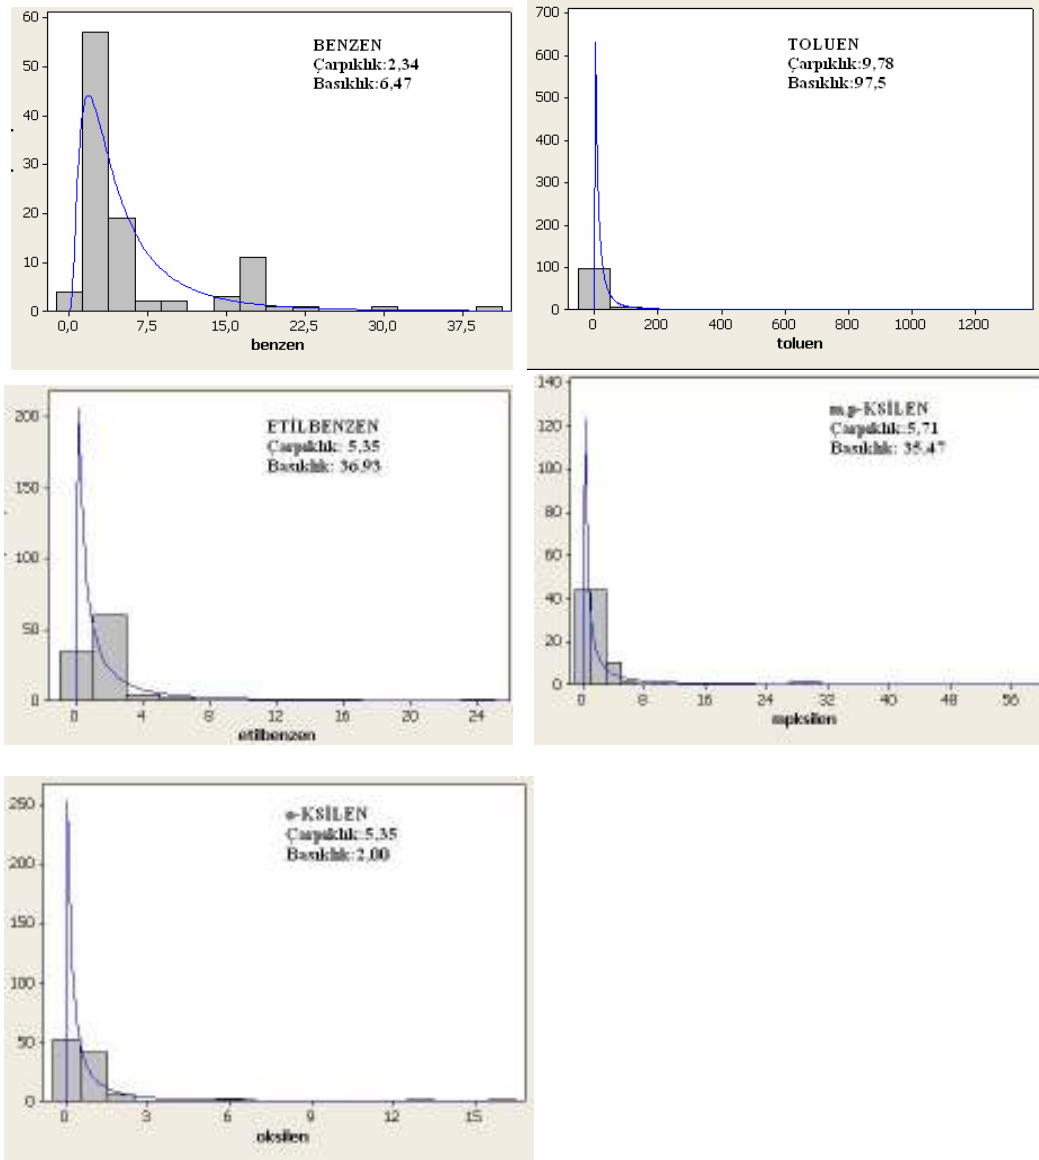 60
50
40
30
20
10
0
BENZEN
Çarpıklık:2,34
Basıklık:6,47
0,0 7,5 15,0 22,5 30,0 37,5
benzen
700
600
500
400
300
200
100
0
TOLUEN
Çarpıklık:9,78
Basıklık:97,5
0 200 400 600 800 1000 1200
toluen
200
150
100
50
0
ETİLBENZEN
Çarpıklık: 5,35
Basıklık: 36,93
0 4 8 12 16 20 24
etilbenzen
140
120
100
80
60
40
20
0
m,p-KSİLEN
Çarpıklık:5,71
Basıklık: 35,47
0 8 16 24 32 40 48 56
mpksilen
250
200
150
100
50
0
o-KSİLEN
Çarpıklık:5,35
Basıklık:2,00
0 3 6 9 12 15
oksilen